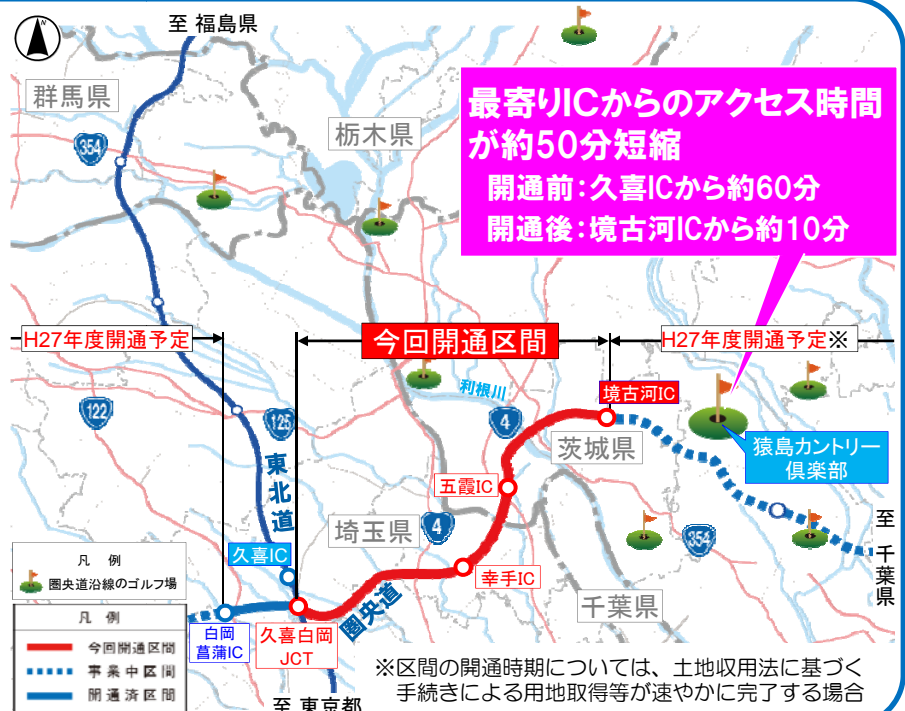 N
至 福島県
群馬県
栃木県
354
最寄りICからのアクセス時間
が約50分短縮
開通前:久喜ICから約60分
開通後:境古河ICから約10分
H27年度開通予定
今回開通区間
H27年度開通予定※
122
125
利根川
4
境古河IC
茨城県
猿島カントリー
倶楽部
東北道
五霞IC
埼玉県
4
354
至 千葉県
久喜IC
幸手IC
千葉県
圏央道
凡 例
圏央道沿線のゴルフ場
凡 例
今回開通区間
事業中区間
開通済区間
白岡
菖蒲IC
久喜白岡
JCT
至 東京都
※区間の開通時期については、土地収用法に基づく
手続きによる用地取得等が速やかに完了する場合